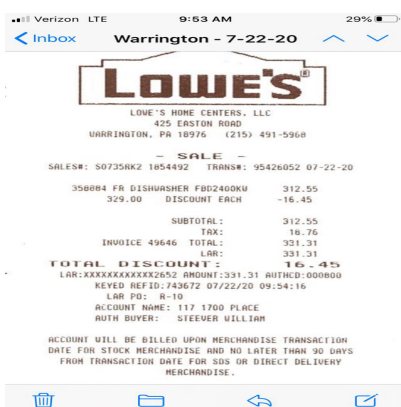 Verizon LTE 9:53 AM 29%
Inbox Warrington - 7-22-20
LOWE'S®
LOWE'S HOME CENTERS, LLC
425 EASTON ROAD
WARRINGTON, PA 18976 (215) 491-5968
- SALE -
SALES#: S0735RK2 1854492 TRANS#: 95426052 07-22-20
358884 FR DISHWASHER FBD2400KW 312.55
329.00 DISCOUNT EACH -16.45
SUBTOTAL: 312.55
TAX: 18.76
INVOICE 49646 TOTAL: 331.31
LAR: 331.31
TOTAL DISCOUNT: 16.45
LAR:XXXXXXXXXXXX2652 AMOUNT:331.31 AUTHCD:000800
KEYED REFID:743672 07/22/20 09:54:16
LAR PO: R-10
ACCOUNT NAME: 117 1700 PLACE
AUTH BUYER: STEEVER WILLIAM
ACCOUNT WILL BE BILLED UPON MERCHANDISE TRANSACTION
DATE FOR STOCK MERCHANDISE AND NO LATER THAN 90 DAYS
FROM TRANSACTION DATE FOR SOS OR DIRECT DELIVERY
MERCHANDISE.